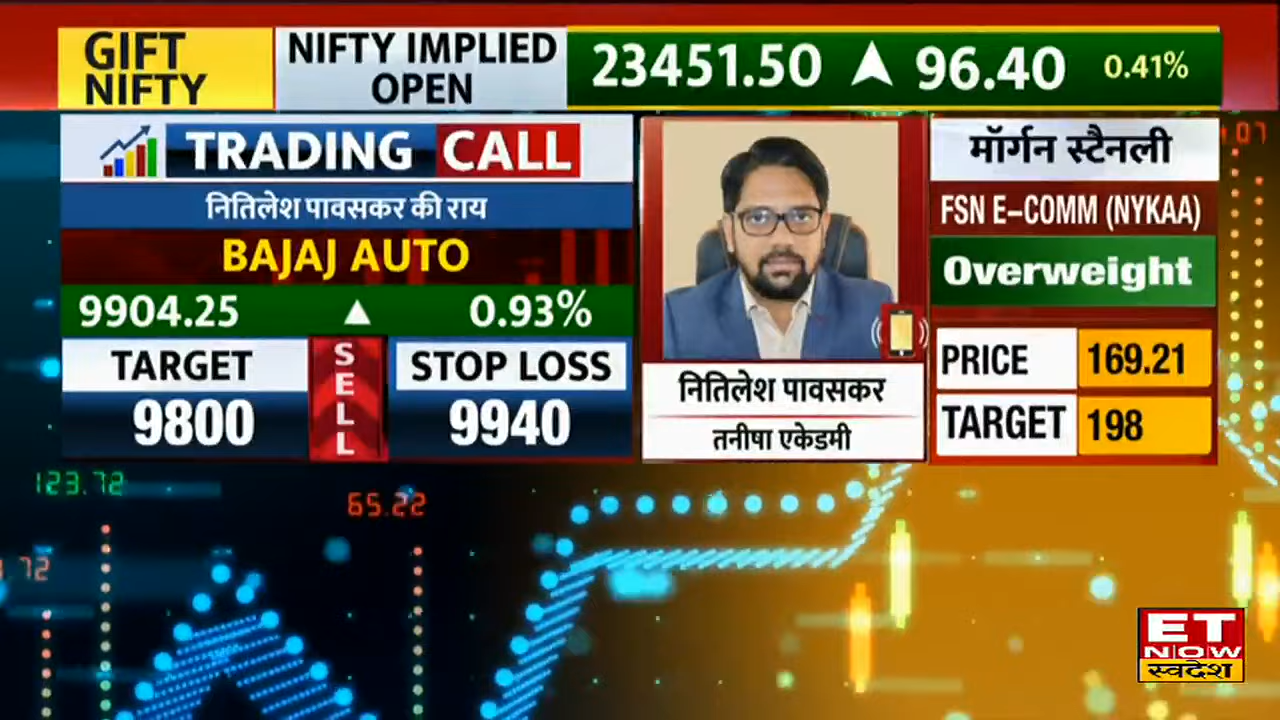 GIFT
NIFTY
NIFTY IMPLIED
OPEN
23451.50 ▲ 96.40 0.41%
TRADING CALL
नितिलेश पावसकर की राय
BAJAJ AUTO
9904.25 ▲ 0.93%
TARGET
9800
SELL
STOP LOSS
9940
नितिलेश पावसकर
तनीषा एकेडमी
मॉर्गन स्टैनली
FSN E-COMM (NYKAA)
Overweight
PRICE 169.21
TARGET 198
123.72
65.22
ET
NOW
स्वदेश